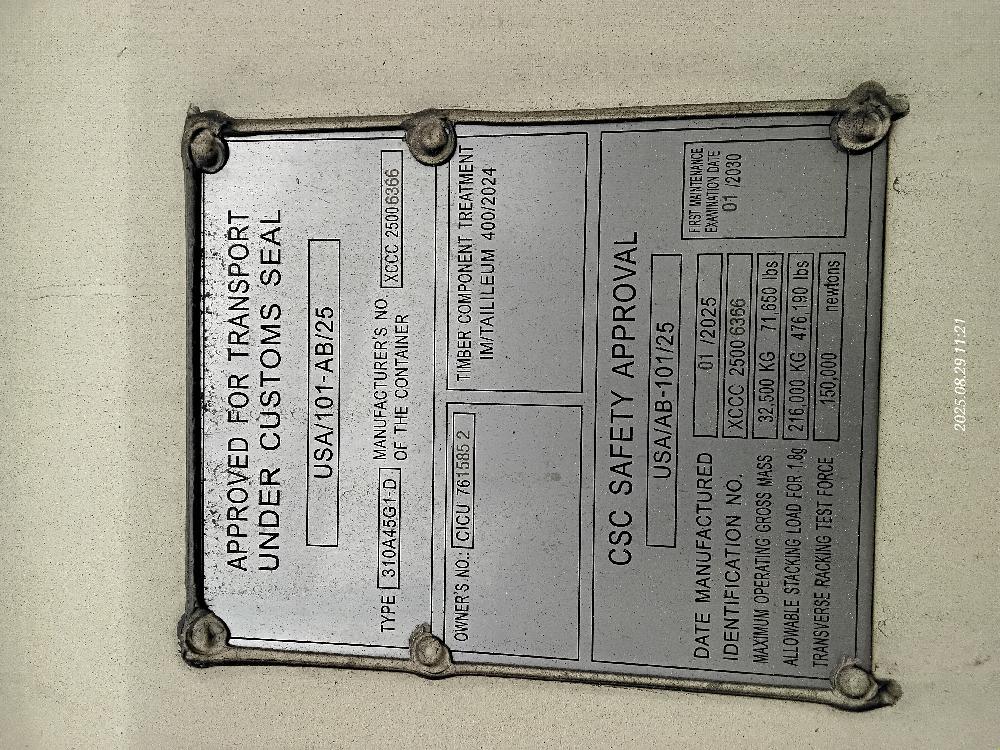 APPROVED FOR TRANSPORT
UNDER CUSTOMS SEAL
USA/101-AB/25
TYPE 310A45G1-D MANUFACTURER'S NO. OF THE CONTAINER XCCC 25006366
OWNER'S NO.: CICU 761585 2
TIMBER COMPONENT TREATMENT
IM/TAILILEUM 400/2024
CSC SAFETY APPROVAL
USA/AB-101/25
DATE MANUFACTURED 01 /2025
IDENTIFICATION NO. XCCC 2500 6366
MAXIMUM OPERATING GROSS MASS 32,500 KG 71,650 lbs
ALLOWABLE STACKING LOAD FOR 1.8g 216,000 KG 476,190 lbs
TRANSVERSE RACKING TEST FORCE 150,000 newtons
FIRST MAINTENANCE
EXAMINATION DATE
01 /2030
2025.08.29 11:21